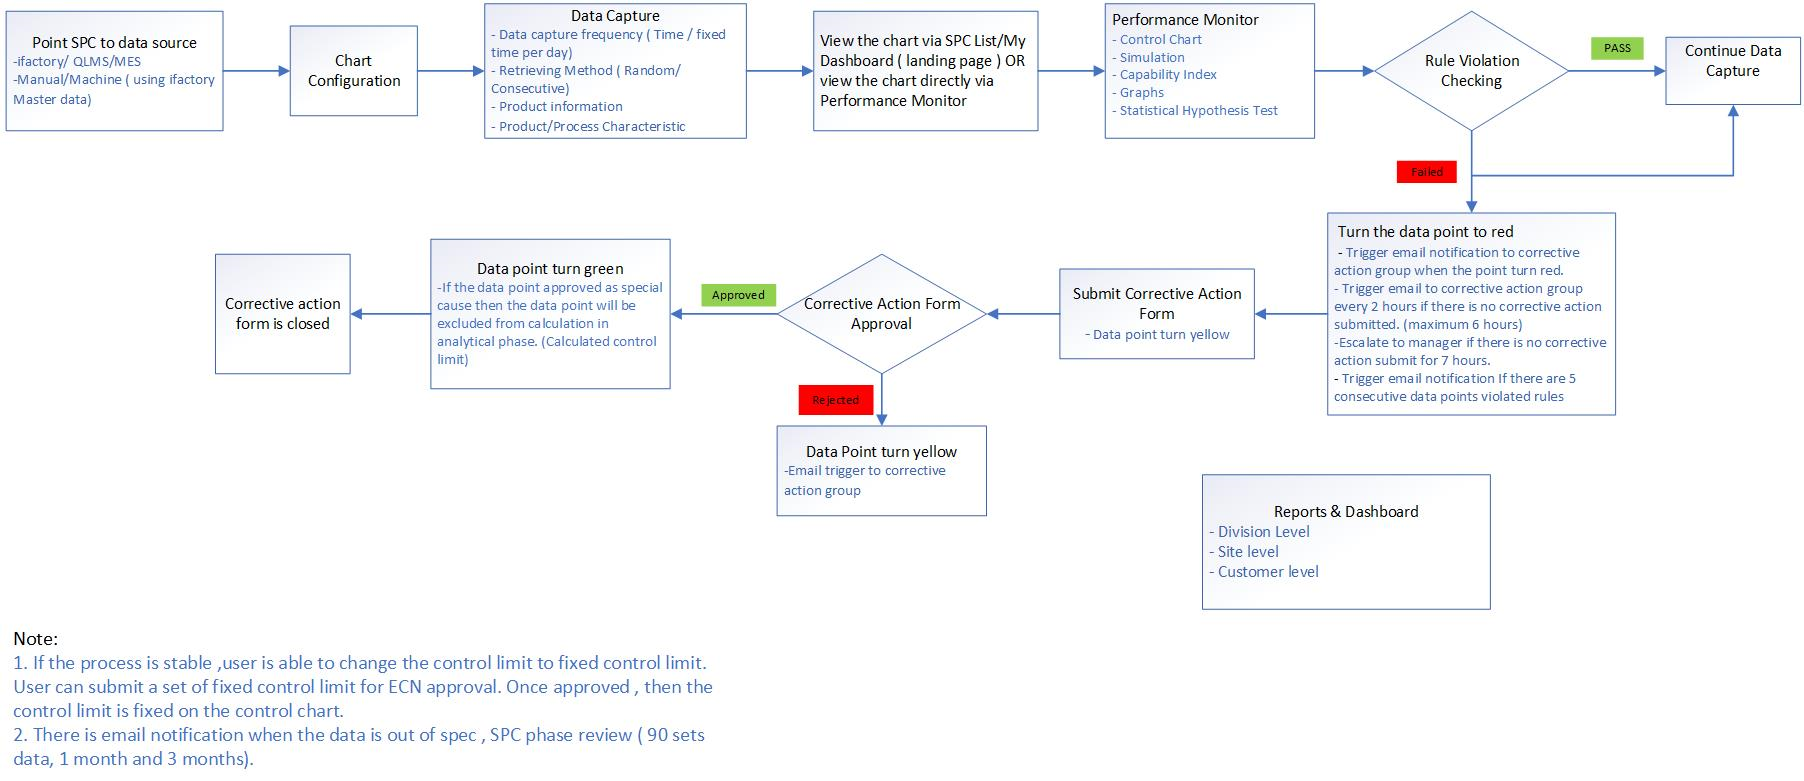 Point SPC to data source
-ifactory/ QLMS/MES
-Manual/Machine ( using ifactory
Master data)
Chart
Configuration
Data Capture
- Data capture frequency ( Time / fixed
time per day)
- Retrieving Method ( Random/
Consecutive)
- Product information
- Product/Process Characteristic
View the chart via SPC List/My
Dashboard ( landing page ) OR
view the chart directly via
Performance Monitor
Performance Monitor
- Control Chart
- Simulation
- Capability Index
- Graphs
- Statistical Hypothesis Test
Rule Violation
Checking
PASS
Continue Data
Capture
Failed
Turn the data point to red
- Trigger email notification to corrective
action group when the point turn red.
- Trigger email to corrective action group
every 2 hours if there is no corrective action
submitted. (maximum 6 hours)
-Escalate to manager if there is no corrective
action submit for 7 hours.
- Trigger email notification If there are 5
consecutive data points violated rules
Submit Corrective Action
Form
- Data point turn yellow
Corrective Action Form
Approval
Approved
Data point turn green
-If the data point approved as special
cause then the data point will be
excluded from calculation in
analytical phase. (Calculated control
limit)
Corrective action
form is closed
Rejected
Data Point turn yellow
-Email trigger to corrective
action group
Reports & Dashboard
- Division Level
- Site level
- Customer level
Note:
1. If the process is stable ,user is able to change the control limit to fixed control limit.
User can submit a set of fixed control limit for ECN approval. Once approved , then the
control limit is fixed on the control chart.
2. There is email notification when the data is out of spec , SPC phase review ( 90 sets
data, 1 month and 3 months).